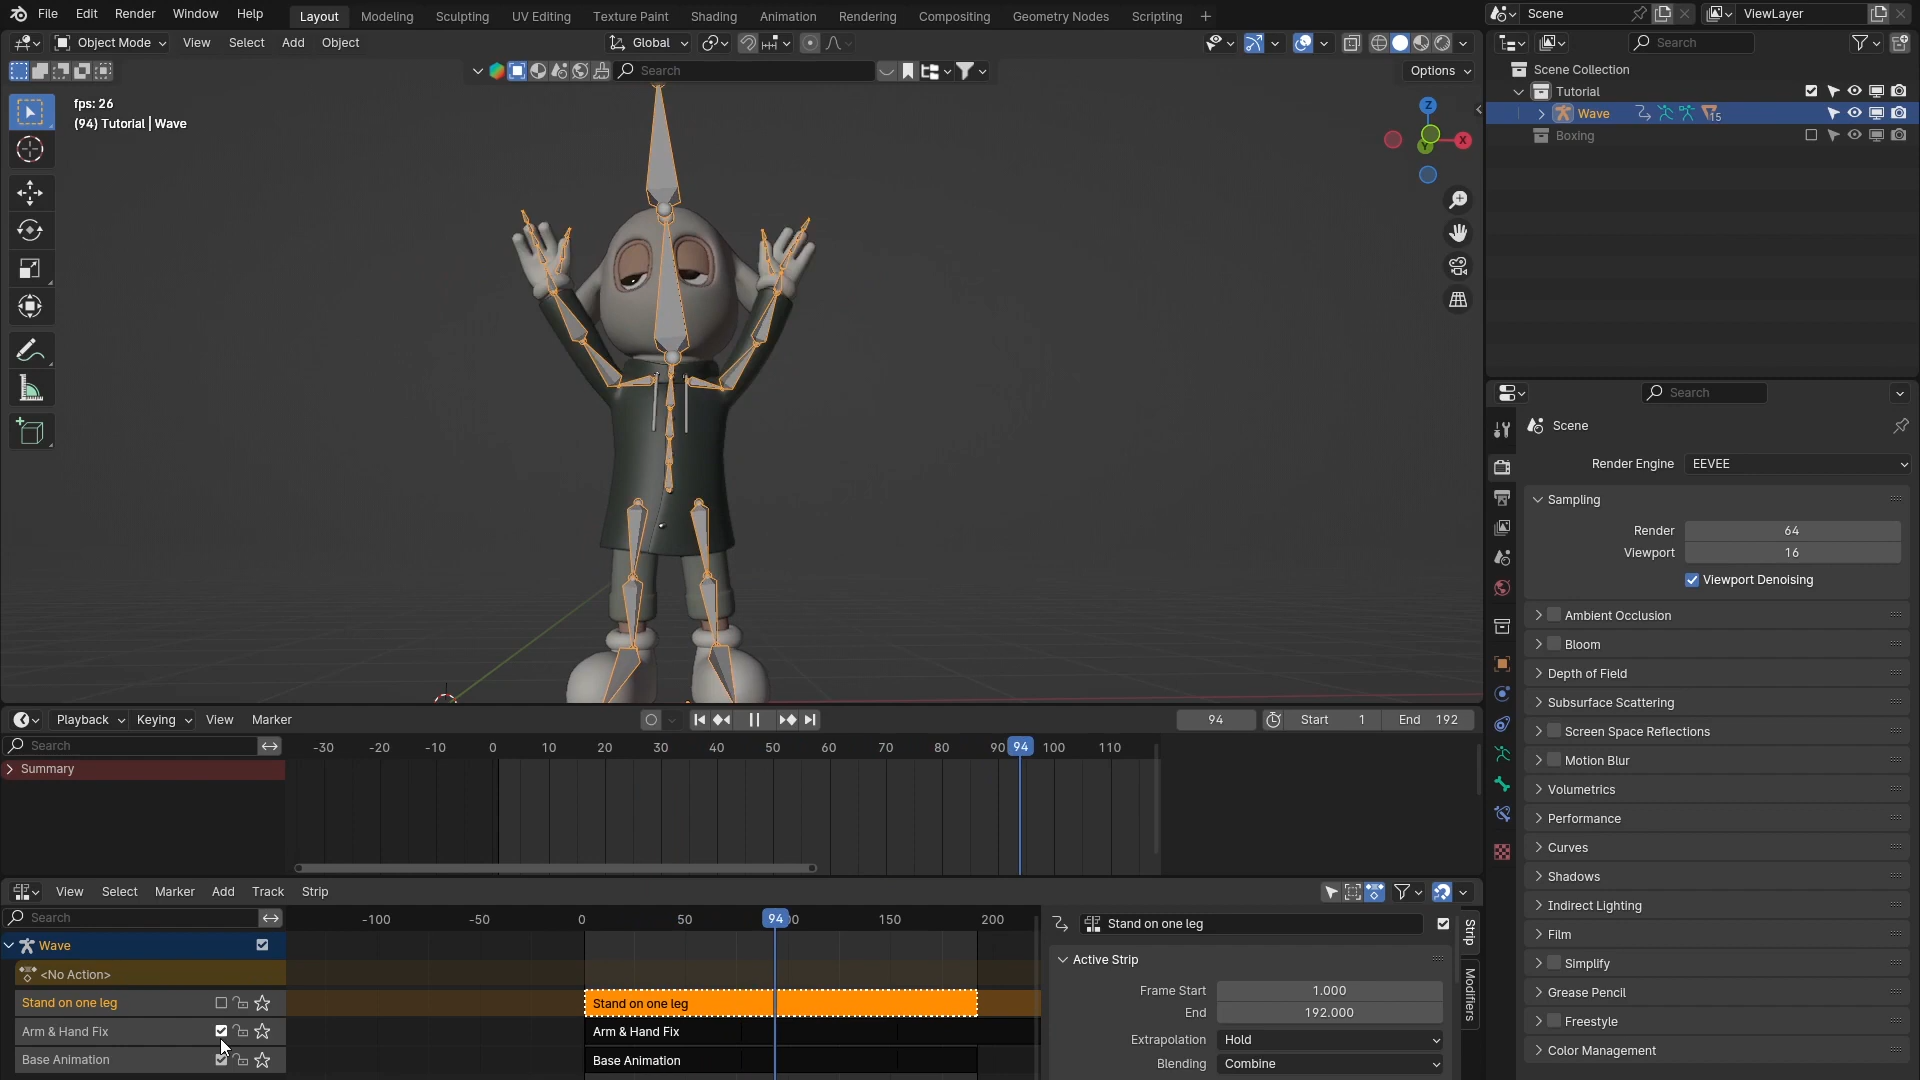 File Edit Render Window Help Layout Modeling Sculpting UV Editing Texture Paint Shading Animation Rendering Compositing Geometry Nodes Scripting + Scene ViewLayer
Object Mode View Select Add Object Global Search
Search Options
Scene Collection
Tutorial
Wave 15
Boxing
fps: 26
(94) Tutorial | Wave
Z
X
Y
Search
Scene
Render Engine EEVEE
Sampling
Render 64
Viewport 16
Viewport Denoising
Ambient Occlusion
Bloom
Depth of Field
Subsurface Scattering
Screen Space Reflections
Motion Blur
Volumetrics
Performance
Curves
Shadows
Indirect Lighting
Film
Simplify
Grease Pencil
Freestyle
Color Management
Playback Keying View Marker 94 Start 1 End 192
Search -30 -20 -10 0 10 20 30 40 50 60 70 80 90 94 100 110
Summary
View Select Marker Add Track Strip
Search -100 -50 0 50 94 150 200
Wave
<No Action>
Stand on one leg Stand on one leg
Arm & Hand Fix Arm & Hand Fix
Base Animation Base Animation
Stand on one leg
Active Strip
Frame Start 1.000
End 192.000
Extrapolation Hold
Blending Combine
Strip
Modifiers